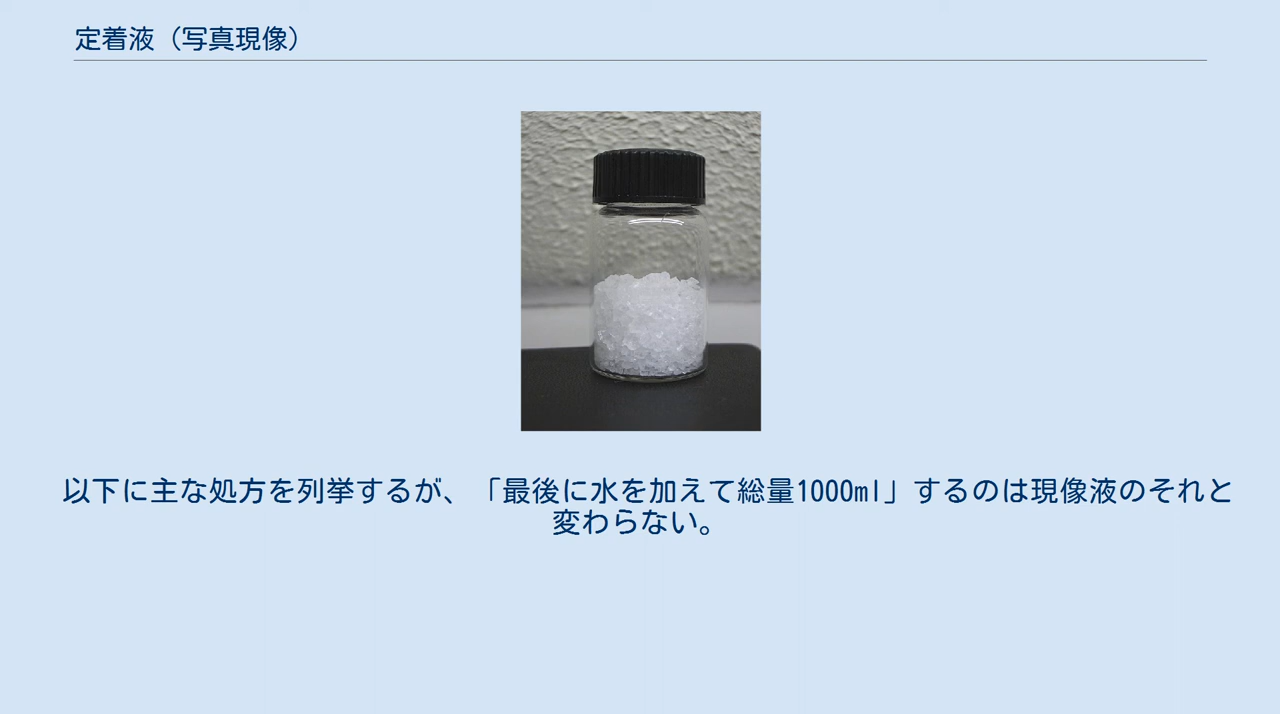 定着液（写真現像）
以下に主な処方を列挙するが、「最後に水を加えて総量1000ml」するのは現像液のそれと
変わらない。